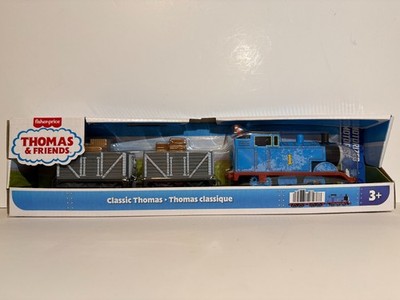 fisher-price
THOMAS
& FRIENDS
Classic Thomas • Thomas classique
3+